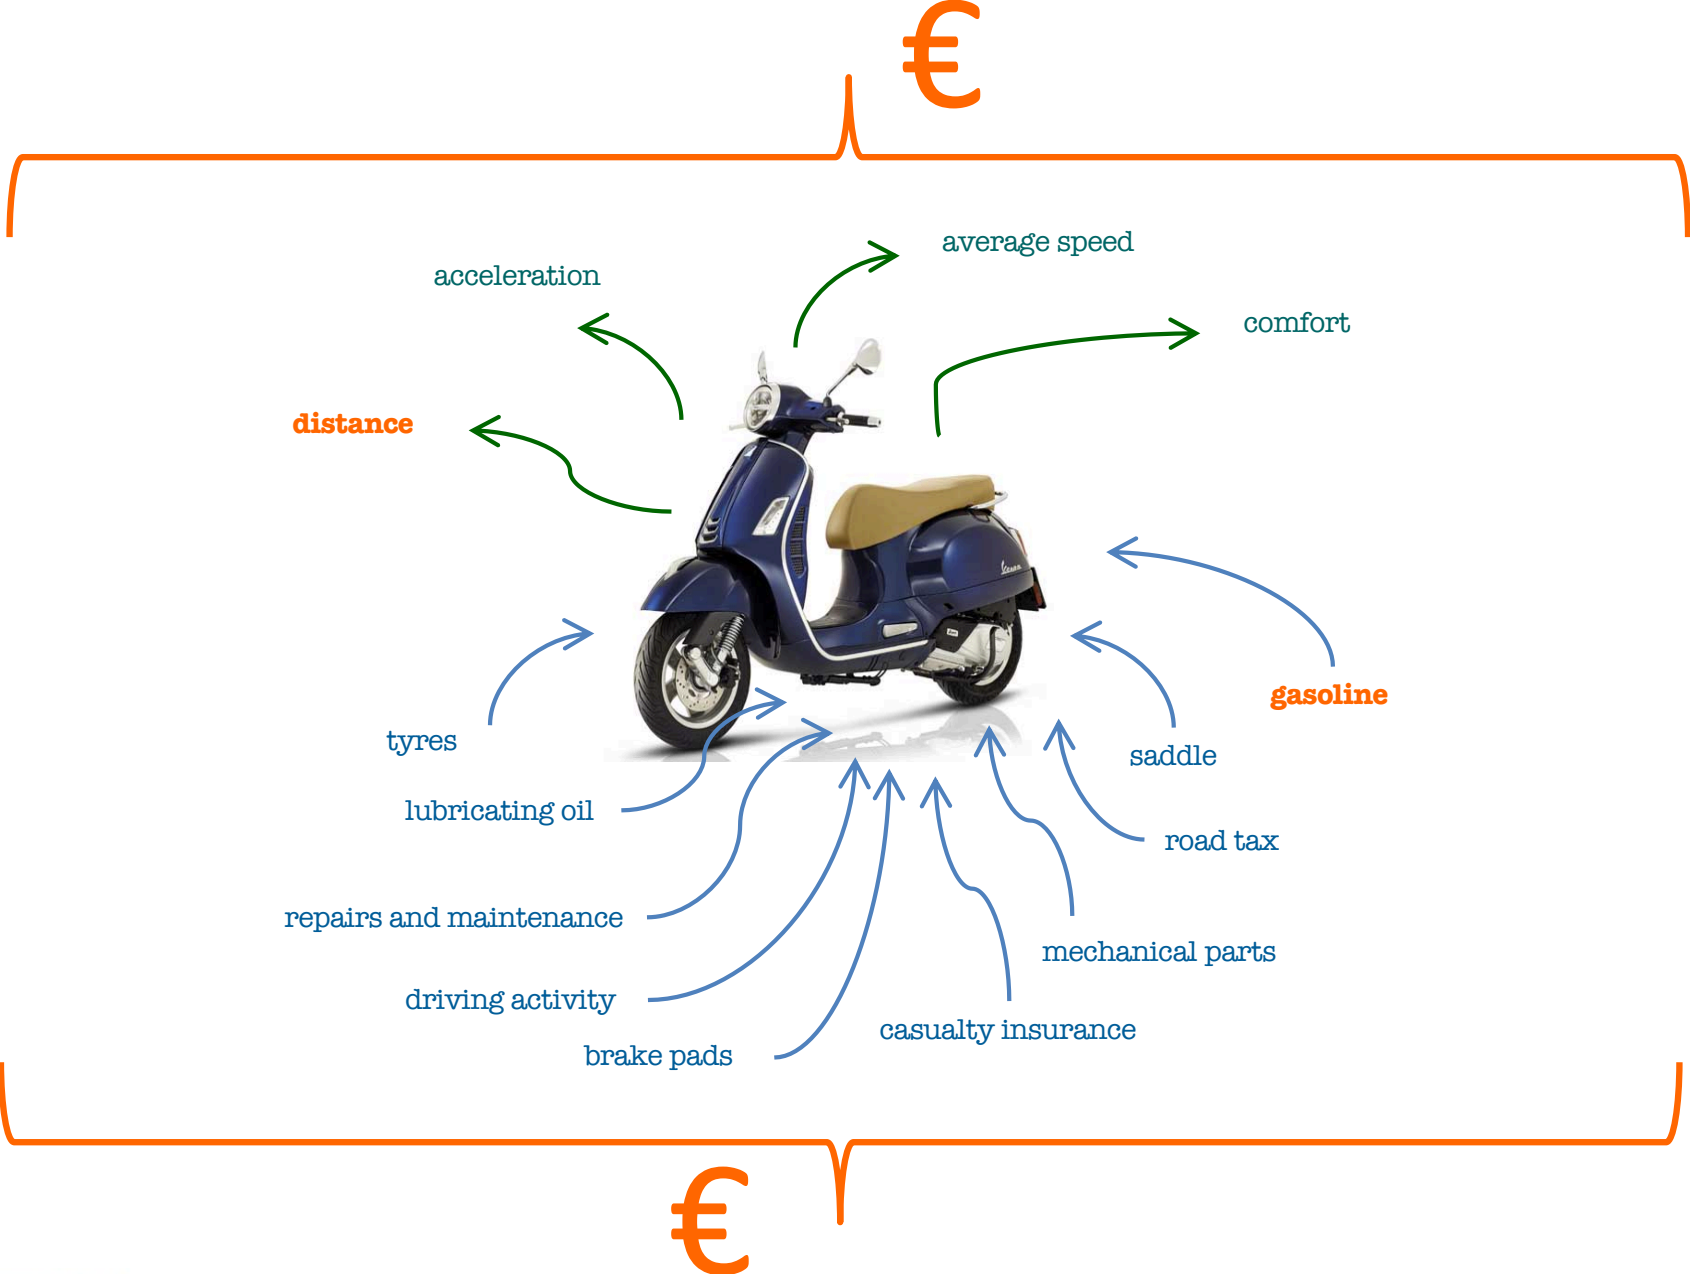 €
average speed
acceleration
comfort
distance
Vespa
gasoline
tyres
saddle
lubricating oil
road tax
repairs and maintenance
mechanical parts
driving activity
casualty insurance
brake pads
€